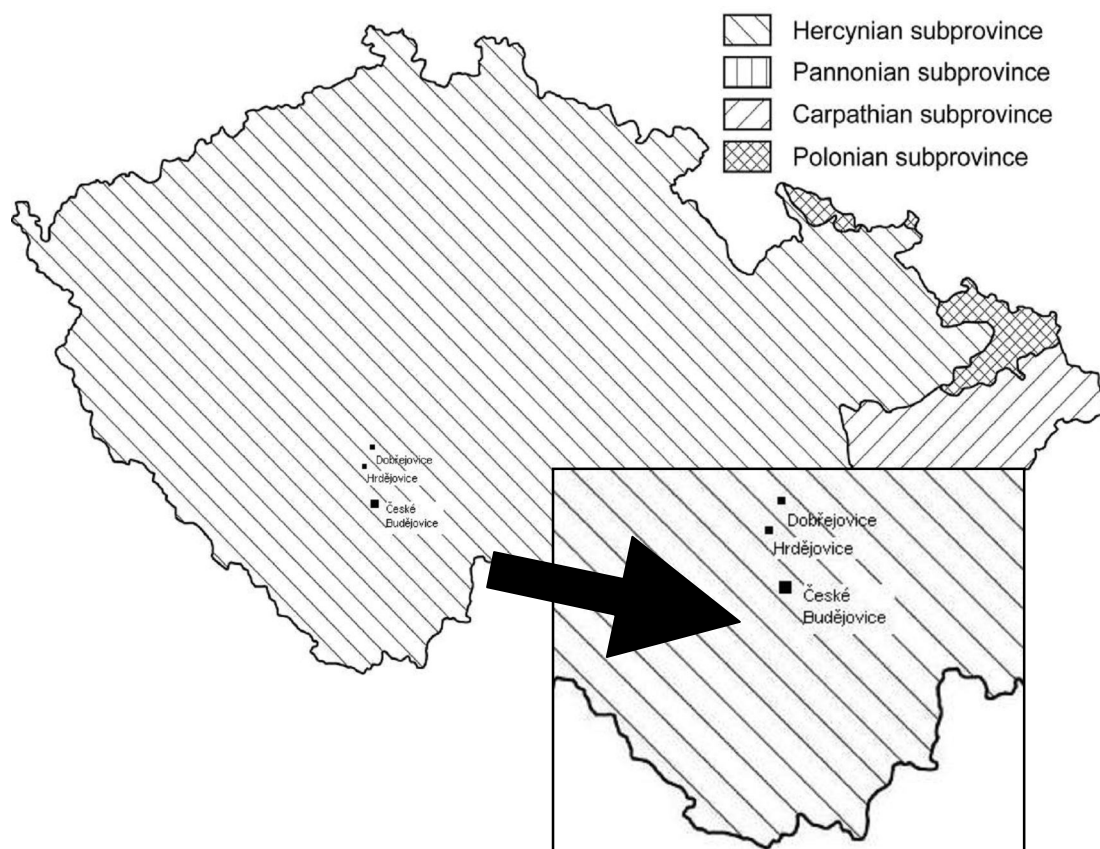 Hercynian subprovince
Pannonian subprovince
Carpathian subprovince
Polonian subprovince
Dobřejovice
Hrdějovice
České
Budějovice
Dobřejovice
Hrdějovice
České
Budějovice